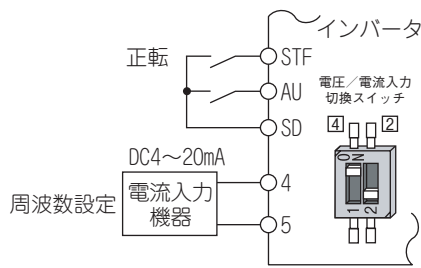 インバータ
正転
STF
AU
SD
電圧／電流入力
切換スイッチ
4 2
ON
1 2
DC4～20mA
周波数設定
電流入力
機器
4
5